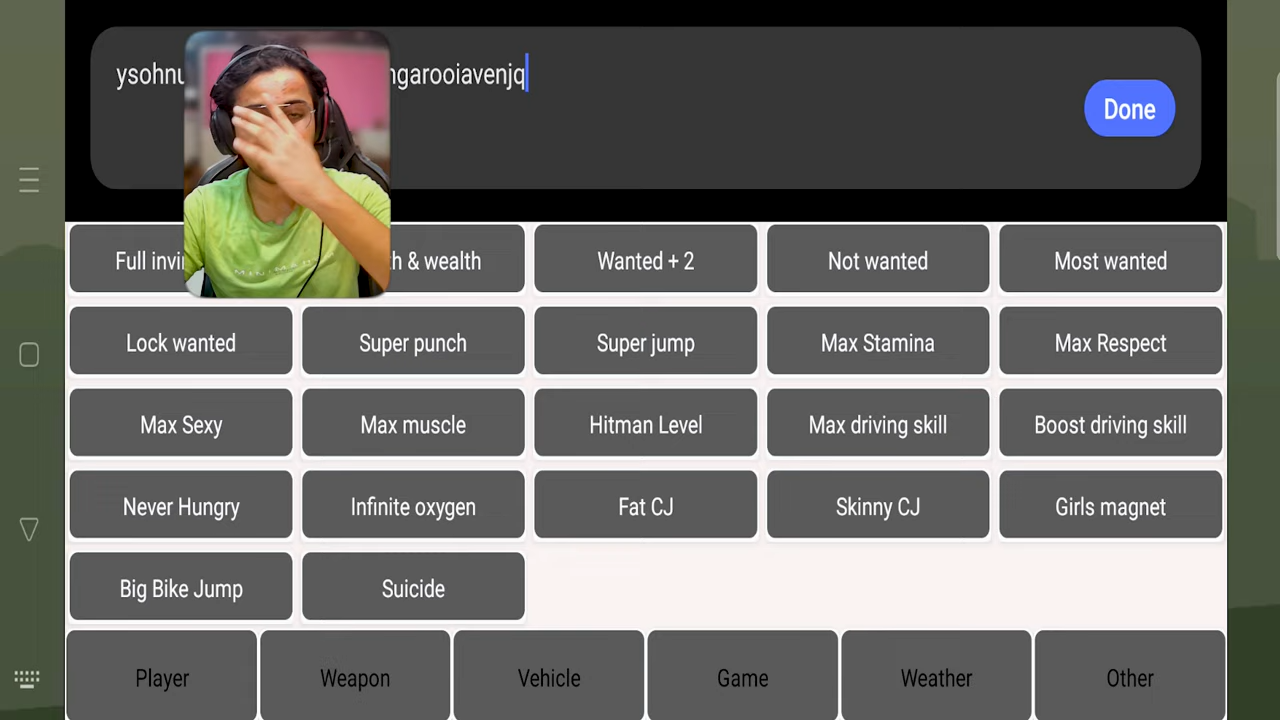 ysohnu
ngarooiavenjq
Done
Full invi
h & wealth
Wanted + 2
Not wanted
Most wanted
Lock wanted
Super punch
Super jump
Max Stamina
Max Respect
Max Sexy
Max muscle
Hitman Level
Max driving skill
Boost driving skill
Never Hungry
Infinite oxygen
Fat CJ
Skinny CJ
Girls magnet
Big Bike Jump
Suicide
Player
Weapon
Vehicle
Game
Weather
Other